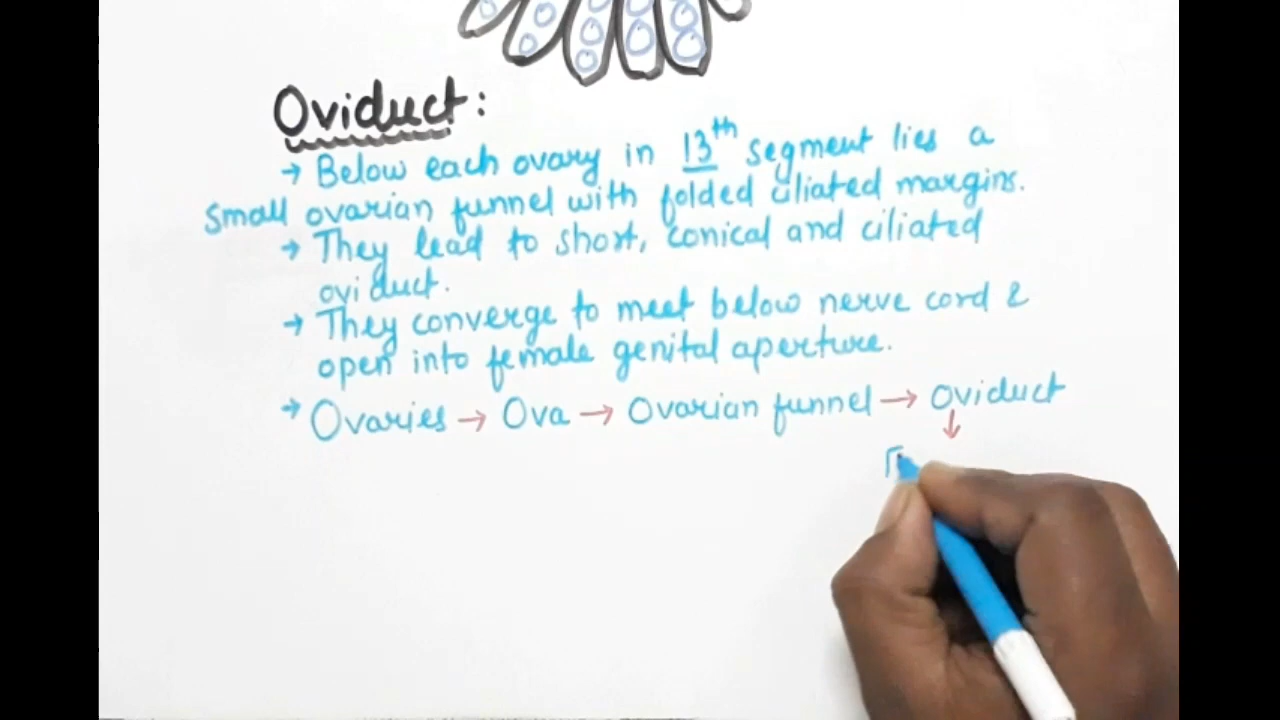 Oviduct:
→ Below each ovary in 13th segment lies a
small ovarian funnel with folded ciliated margins.
→ They lead to short, conical and ciliated
oviduct.
→ They converge to meet below nerve cord &
open into female genital aperture.
→ Ovaries → Ova → Ovarian funnel → Oviduct
↓